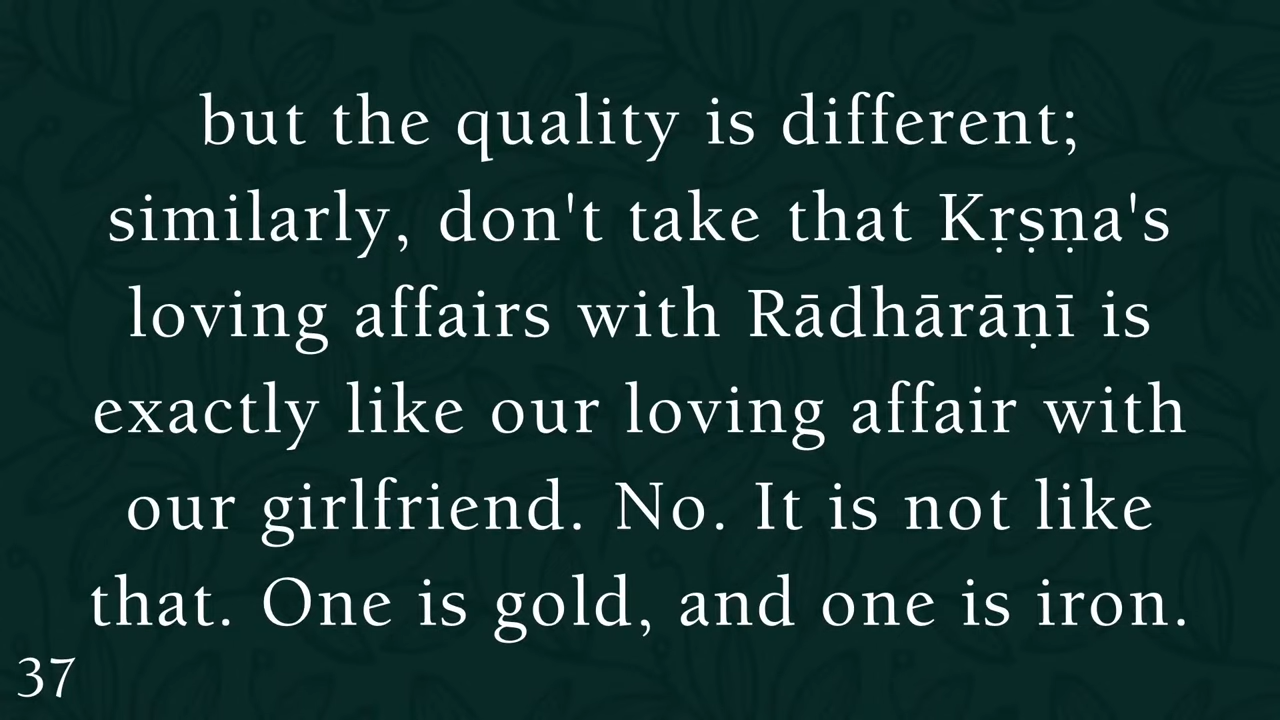 but the quality is different;
similarly, don't take that Kṛṣṇa's
loving affairs with Rādhārāṇī is
exactly like our loving affair with
our girlfriend. No. It is not like
that. One is gold, and one is iron.
37